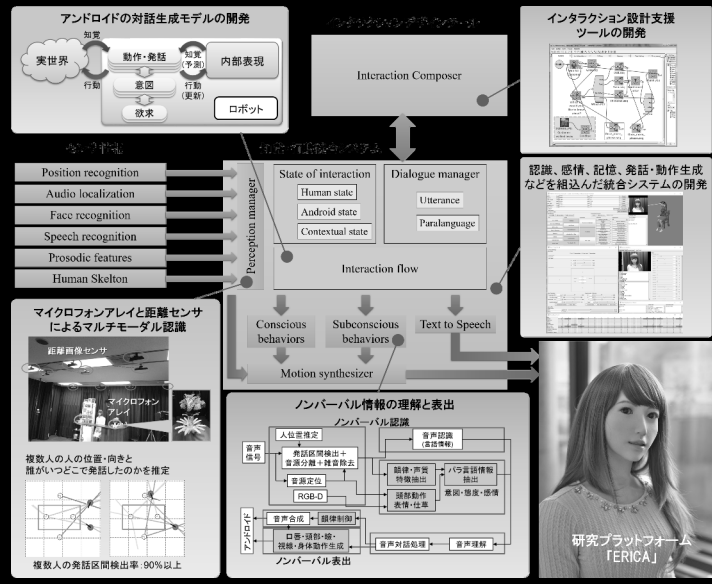 アンドロイドの対話生成モデルの開発
実世界
知覚
行動
動作・発話
意図
欲求
知覚
(予測)
行動
(更新)
内部表現
ロボット
Interaction Composer
インタラクション設計支援
ツールの開発
Position recognition
Audio localization
Face recognition
Speech recognition
Prosodic features
Human Skelton
Perception manager
State of interaction
Human state
Android state
Contextual state
Dialogue manager
Utterance
Paralanguage
Interaction flow
認識、感情、記憶、発話・動作生成
などを組込んだ統合システムの開発
Conscious
behaviors
Subconscious
behaviors
Text to Speech
Motion synthesizer
マイクロフォンアレイと距離センサ
によるマルチモーダル認識
距離画像センサ
マイクロフォン
アレイ
複数人の人の位置・向きと
誰がいつどこで発話したのかを推定
複数人の発話区間検出率:90%以上
ノンバーバル情報の理解と表出
ノンバーバル認識
音声
信号
人位置推定
発話区間検出+
音源分離+雑音除去
音源定位
RGB-D
音声認識
(言語情報)
韻律・声質
特徴抽出
パラ言語情報
抽出
頭部動作
表情・仕草
意図・態度・感情
アンドロイド
音声合成
韻律制御
口唇・頭部・瞼・
視線・身体動作生成
音声対話処理
音声理解
ノンバーバル表出
研究プラットフォーム
「ERICA」